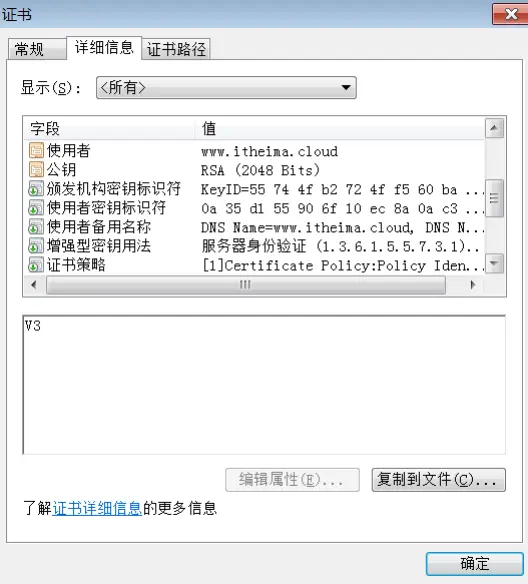 证书
常规 详细信息 证书路径
显示(S): <所有>
字段 值
使用者 www.itheima.cloud
公钥 RSA (2048 Bits)
颁发机构密钥标识符 KeyID=55 74 4f b2 72 4f f5 60 ba ...
使用者密钥标识符 0a 35 d1 55 90 6f 10 ec 8a 0a c3 ...
使用者备用名称 DNS Name=www.itheima.cloud, DNS N...
增强型密钥用法 服务器身份验证 (1.3.6.1.5.5.7.3.1)...
证书策略 [1]Certificate Policy:Policy Iden...
V3
编辑属性(E)... 复制到文件(C)...
了解证书详细信息的更多信息
确定